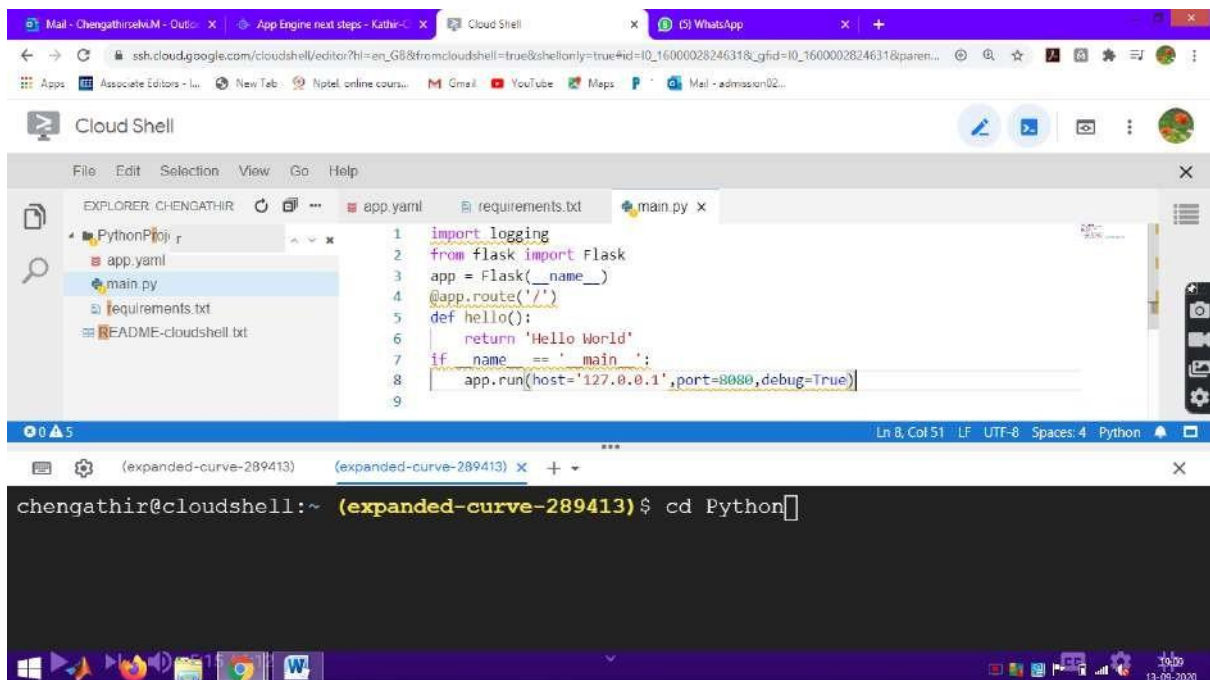 Mail - Chengathirselvi.M - Outlo
App Engine next steps - Kathir-C
Cloud Shell
(5) WhatsApp
ssh.cloud.google.com/cloudshell/editor?hl=en_GB&fromcloudshell=true&shellonly=true#id=I0_1600002824631&_gfid=I0_1600002824631&paren...
Apps
Associate Editors - I...
New Tab
Nptel, online cours...
Gmail
YouTube
Maps
Mail - admission02...
Cloud Shell
File Edit Selection View Go Help
EXPLORER: CHENGATHIR
app.yaml
requirements.txt
main.py
PythonProj
app.yaml
main.py
requirements.txt
README-cloudshell.txt
1 import logging
2 from flask import Flask
3 app = Flask(__name__)
4 @app.route('/')
5 def hello():
6 return 'Hello World'
7 if __name__ == '__main__':
8 app.run(host='127.0.0.1',port=8080,debug=True)
9
0 5
Ln 8, Col 51 LF UTF-8 Spaces: 4 Python
(expanded-curve-289413)
(expanded-curve-289413)
chengathir@cloudshell:~ (expanded-curve-289413)$ cd Python
19:09
13-09-2020